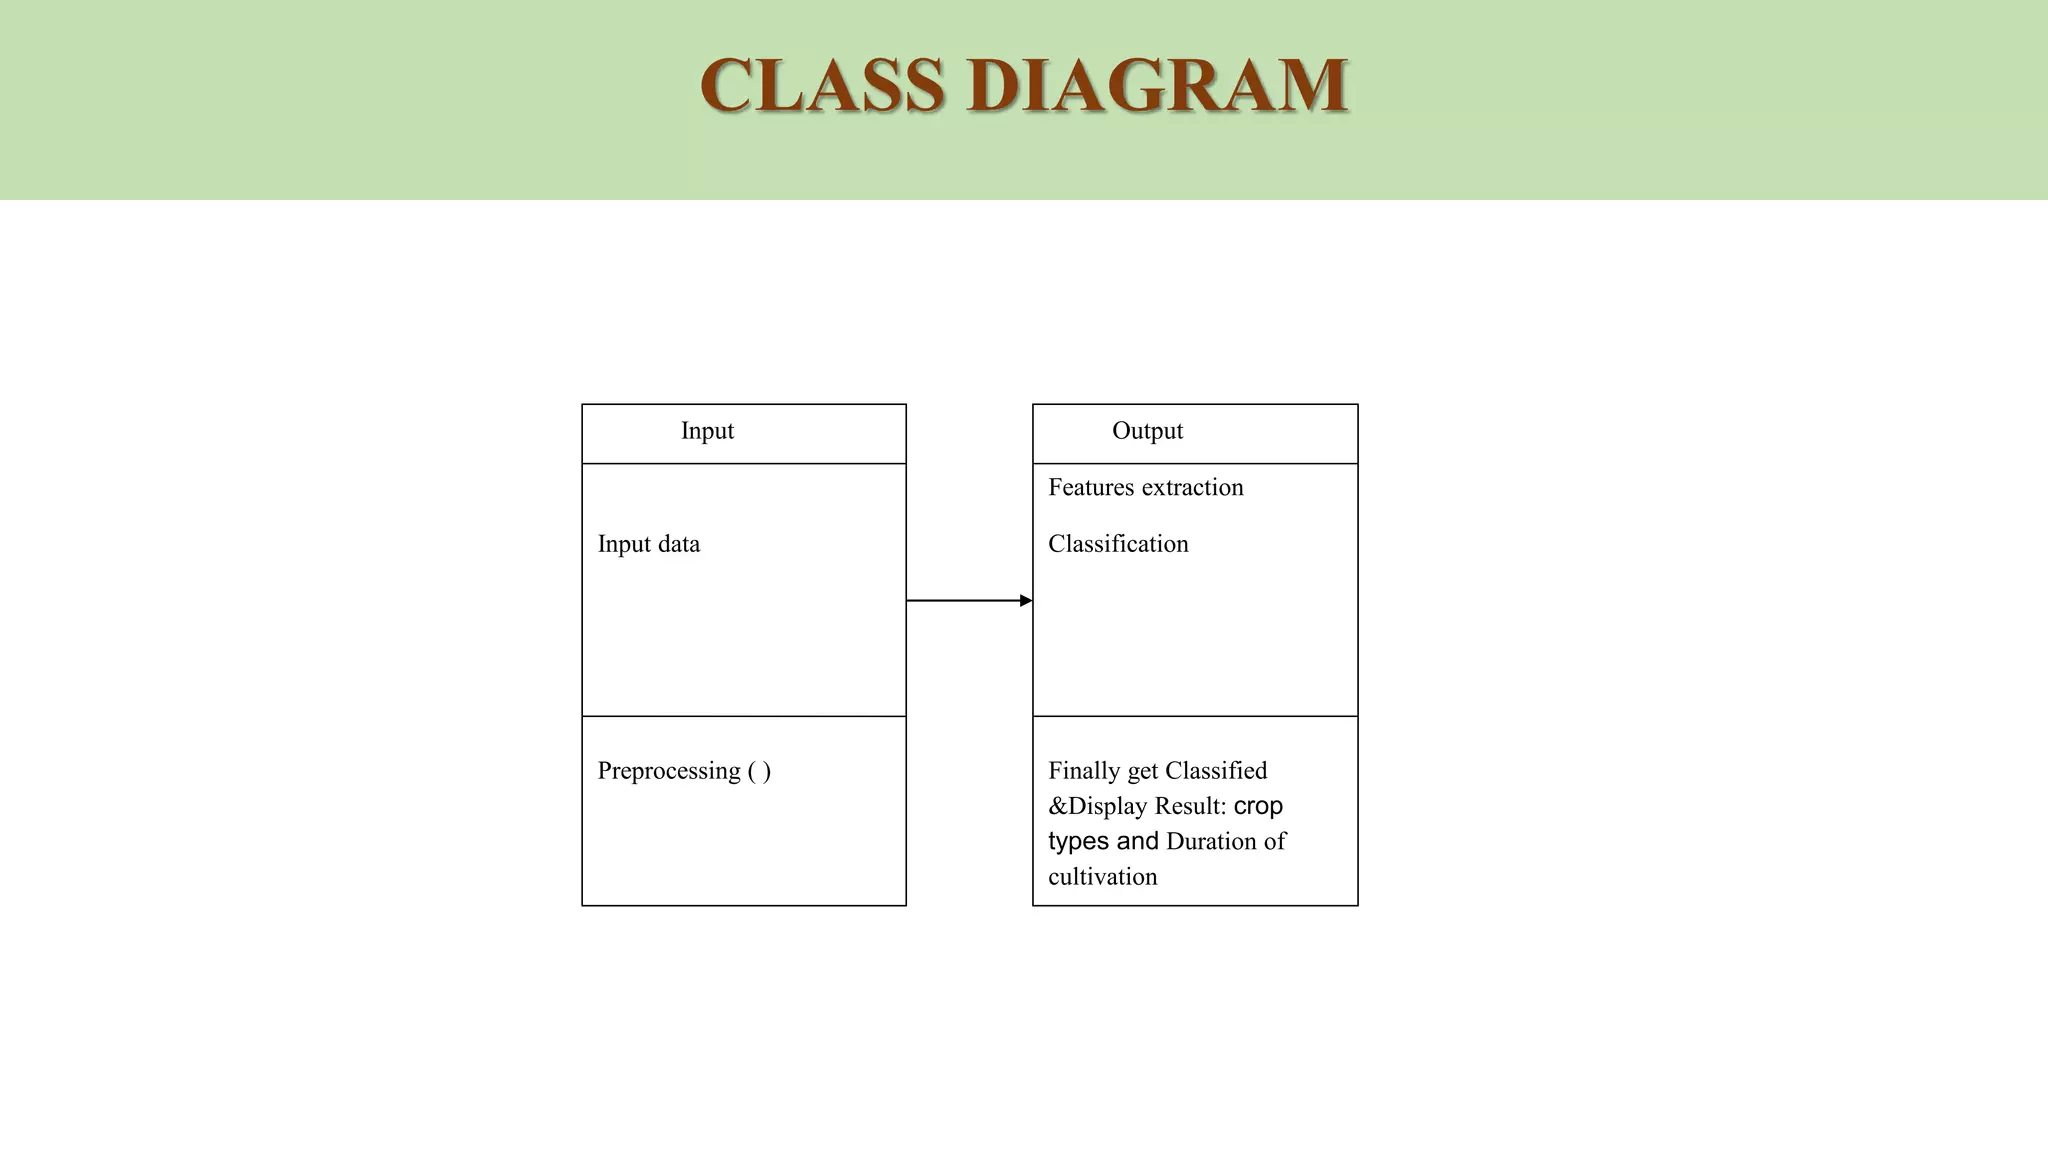 CLASS DIAGRAM
Input
Input data
Preprocessing ( )
Output
Features extraction
Classification
Finally get Classified
&Display Result: crop
types and Duration of
cultivation